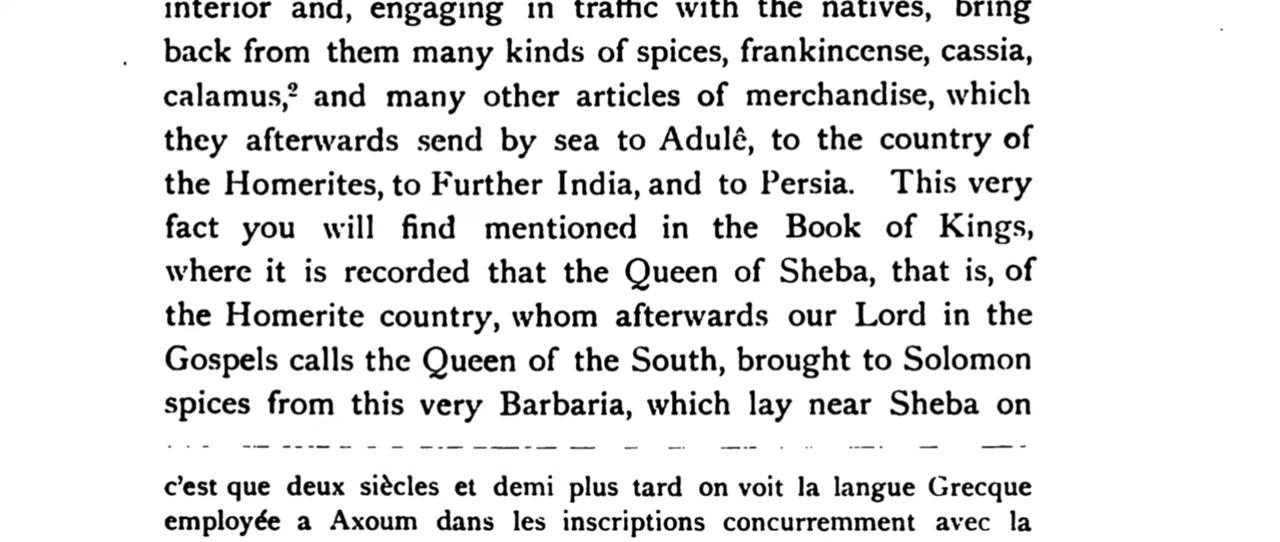 interior and, engaging in traffic with the natives, bring
back from them many kinds of spices, frankincense, cassia,
calamus,² and many other articles of merchandise, which
they afterwards send by sea to Adulê, to the country of
the Homerites, to Further India, and to Persia. This very
fact you will find mentioned in the Book of Kings,
where it is recorded that the Queen of Sheba, that is, of
the Homerite country, whom afterwards our Lord in the
Gospels calls the Queen of the South, brought to Solomon
spices from this very Barbaria, which lay near Sheba on
c'est que deux siècles et demi plus tard on voit la langue Grecque
employée a Axoum dans les inscriptions concurremment avec la